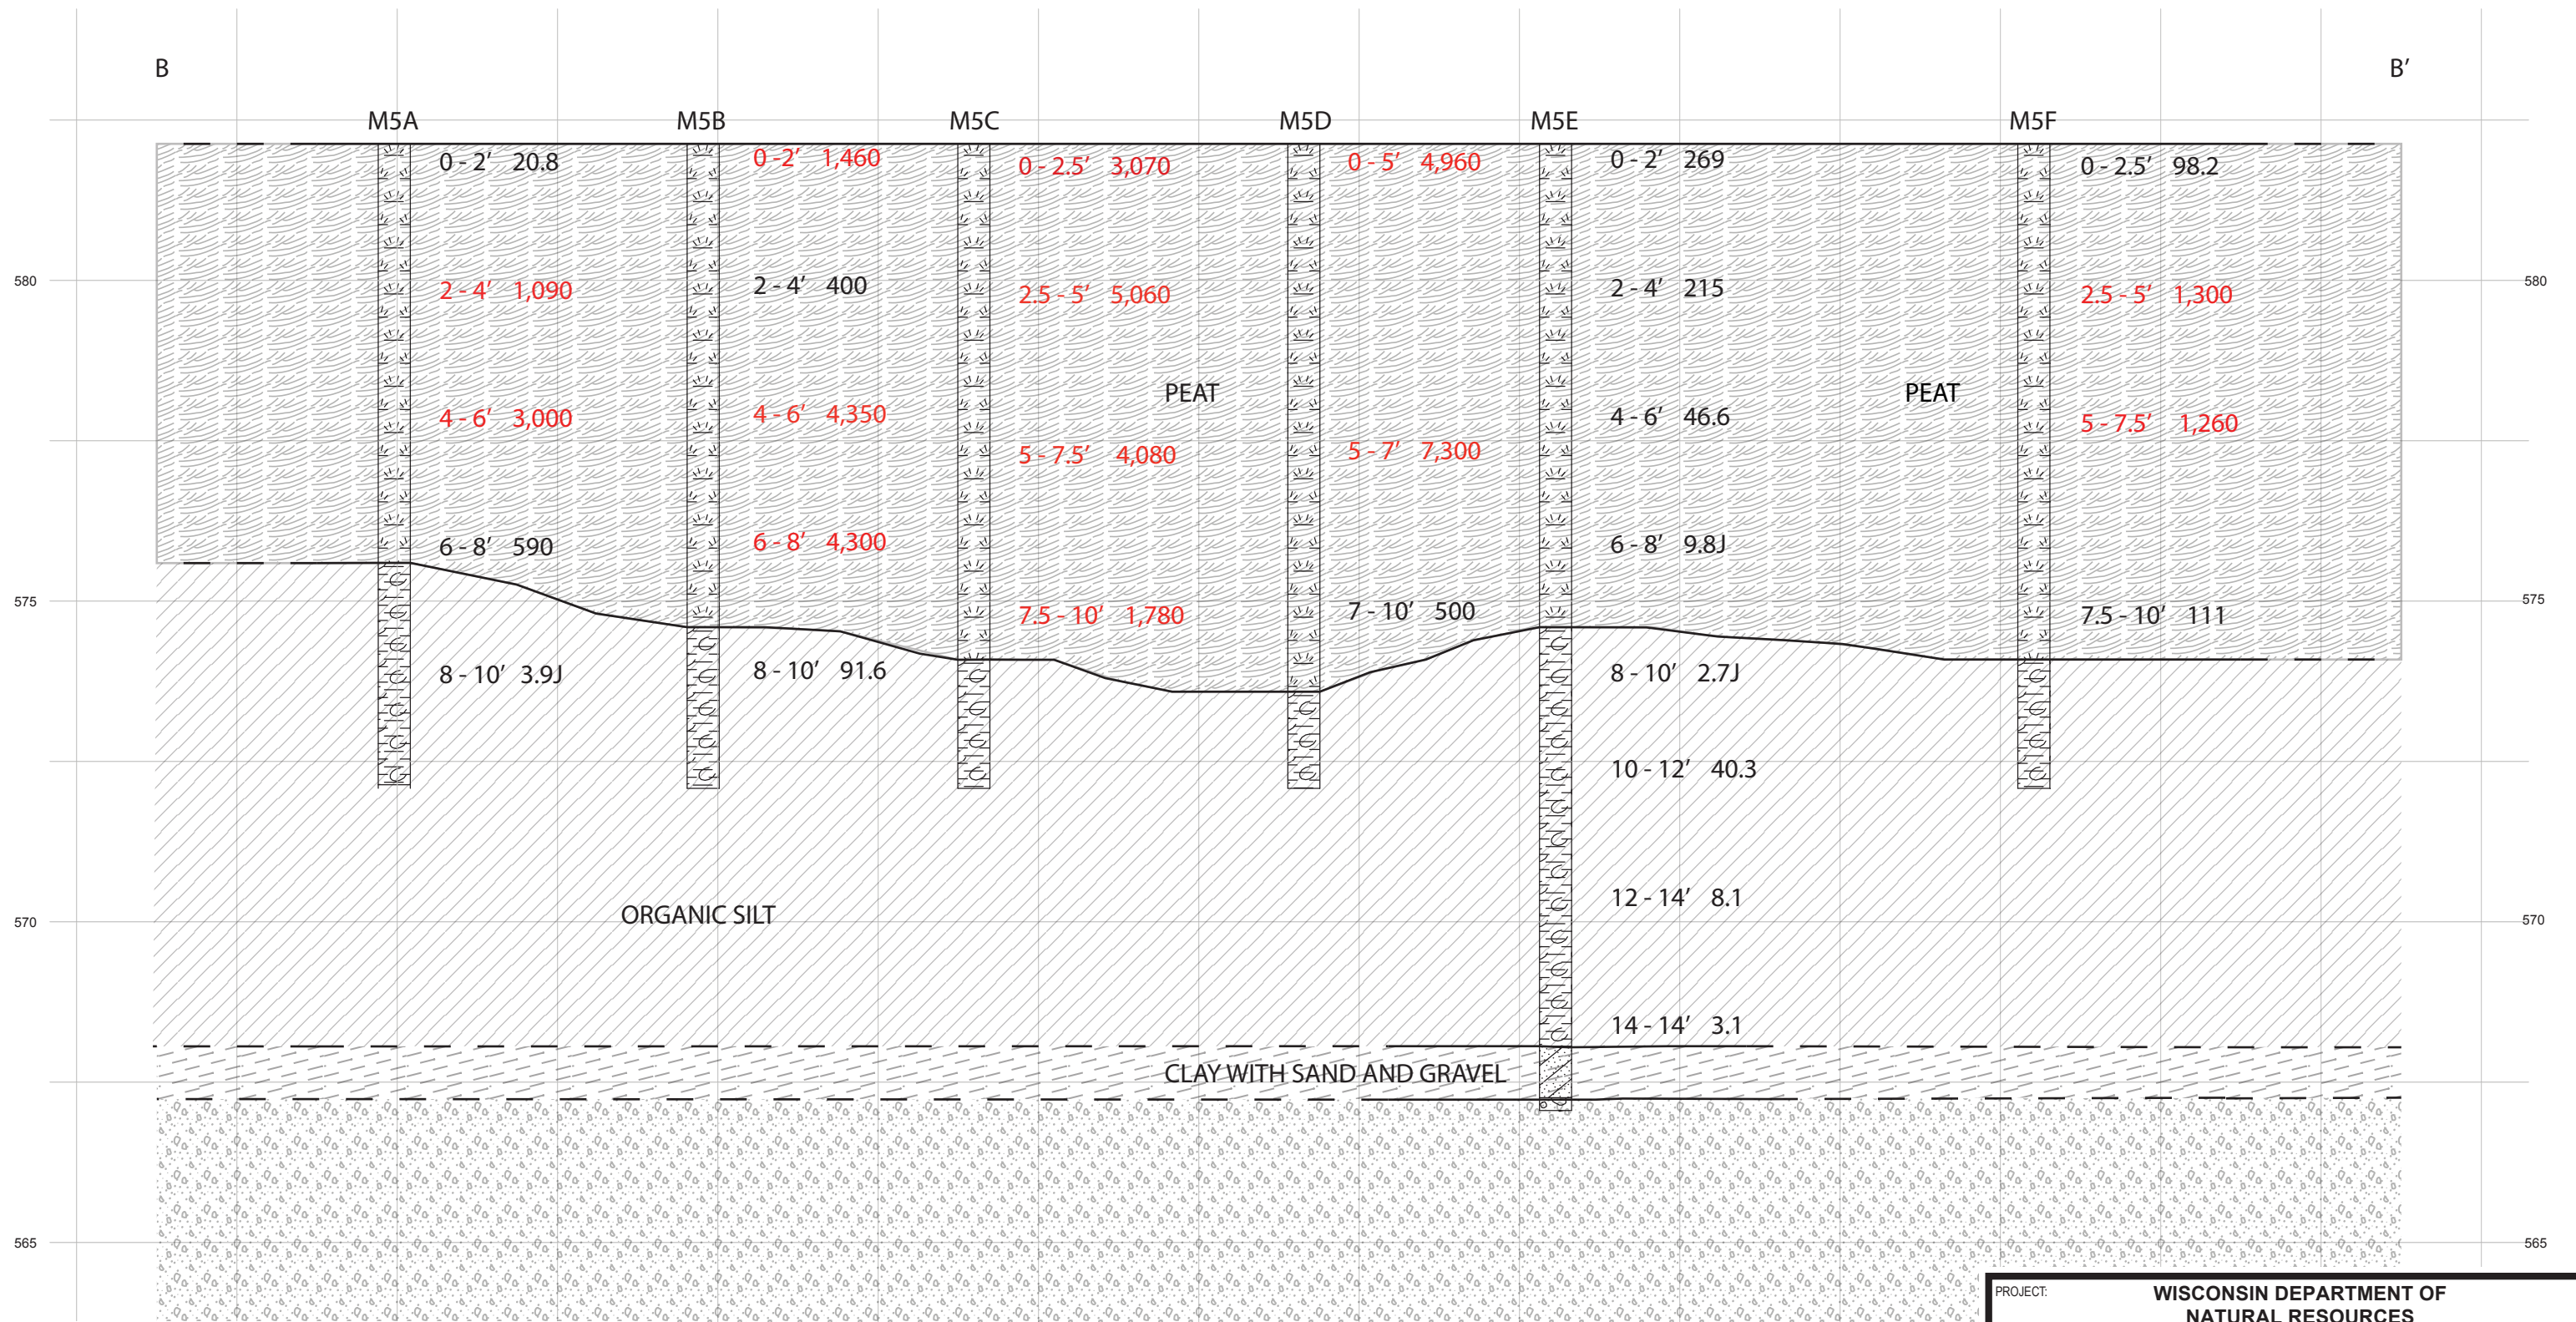 B B′
M5A M5B M5C M5D M5E M5F
0 - 2′ 20.8
2 - 4′ 1,090
4 - 6′ 3,000
6 - 8′ 590
8 - 10′ 3.9J
0 -2′ 1,460
2 - 4′ 400
4 - 6′ 4,350
6 - 8′ 4,300
8 - 10′ 91.6
0 - 2.5′ 3,070
2.5 - 5′ 5,060
5 - 7.5′ 4,080
7.5 - 10′ 1,780
0 - 5′ 4,960
5 - 7′ 7,300
7 - 10′ 500
0 - 2′ 269
2 - 4′ 215
4 - 6′ 46.6
6 - 8′ 9.8J
8 - 10′ 2.7J
10 - 12′ 40.3
12 - 14′ 8.1
14 - 14′ 3.1
0 - 2.5′ 98.2
2.5 - 5′ 1,300
5 - 7.5′ 1,260
7.5 - 10′ 111
PEAT PEAT
ORGANIC SILT
CLAY WITH SAND AND GRAVEL
580 580
575 575
570 570
565 565
PROJECT: WISCONSIN DEPARTMENT OF
NATURAL RESOURCES